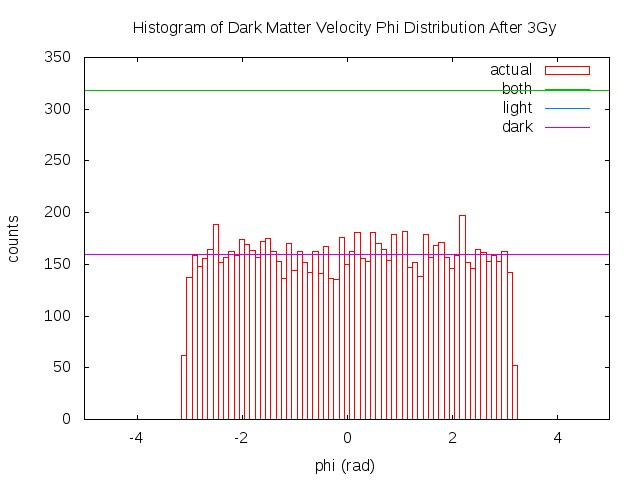 Histogram of Dark Matter Velocity Phi Distribution After 3Gy
350
300
250
200
150
100
50
0
counts
actual
both
light
dark
-4 -2 0 2 4
phi (rad)